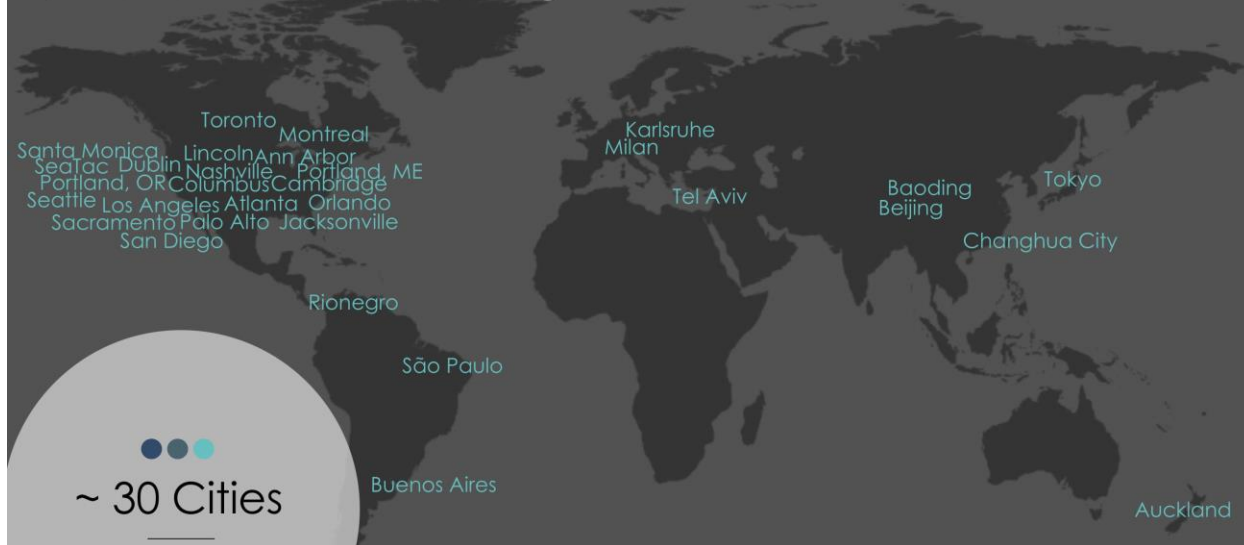 Toronto
Montreal
Santa Monica
Lincoln
Ann Arbor
SeaTac
Dublin
Nashville
Portland, ME
Portland, OR
Columbus
Cambridge
Seattle
Los Angeles
Atlanta
Orlando
Sacramento
Palo Alto
Jacksonville
San Diego
Karlsruhe
Milan
Tel Aviv
Baoding
Beijing
Tokyo
Changhua City
Rionegro
São Paulo
Buenos Aires
Auckland
~ 30 Cities